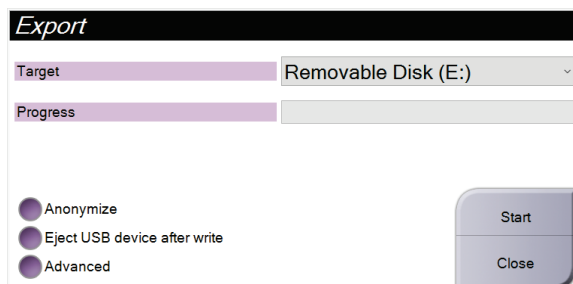 Export
Target
Removable Disk (E:)
Progress
Anonymize
Eject USB device after write
Advanced
Start
Close